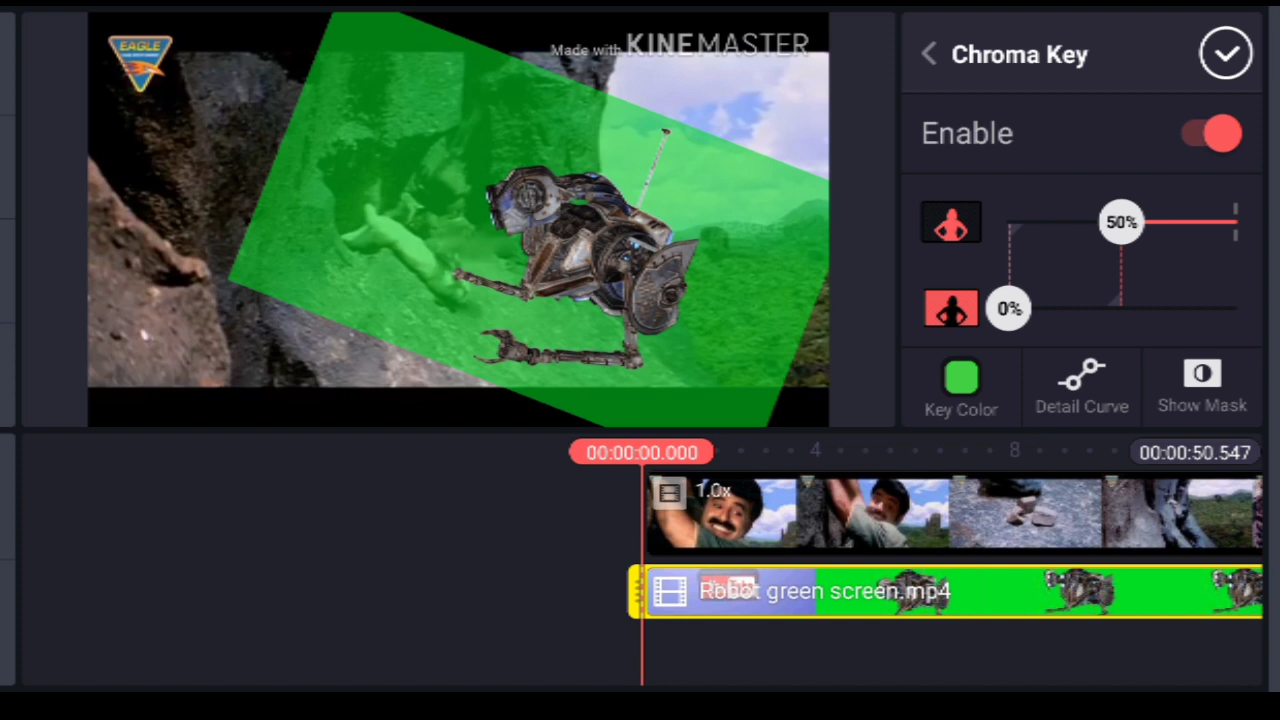 EAGLE
Made with KINEMASTER
Chroma Key
Enable
50%
0%
Key Color
Detail Curve
Show Mask
00:00:00.000
4
8
00:00:50.547
1.0x
Robot green screen.mp4